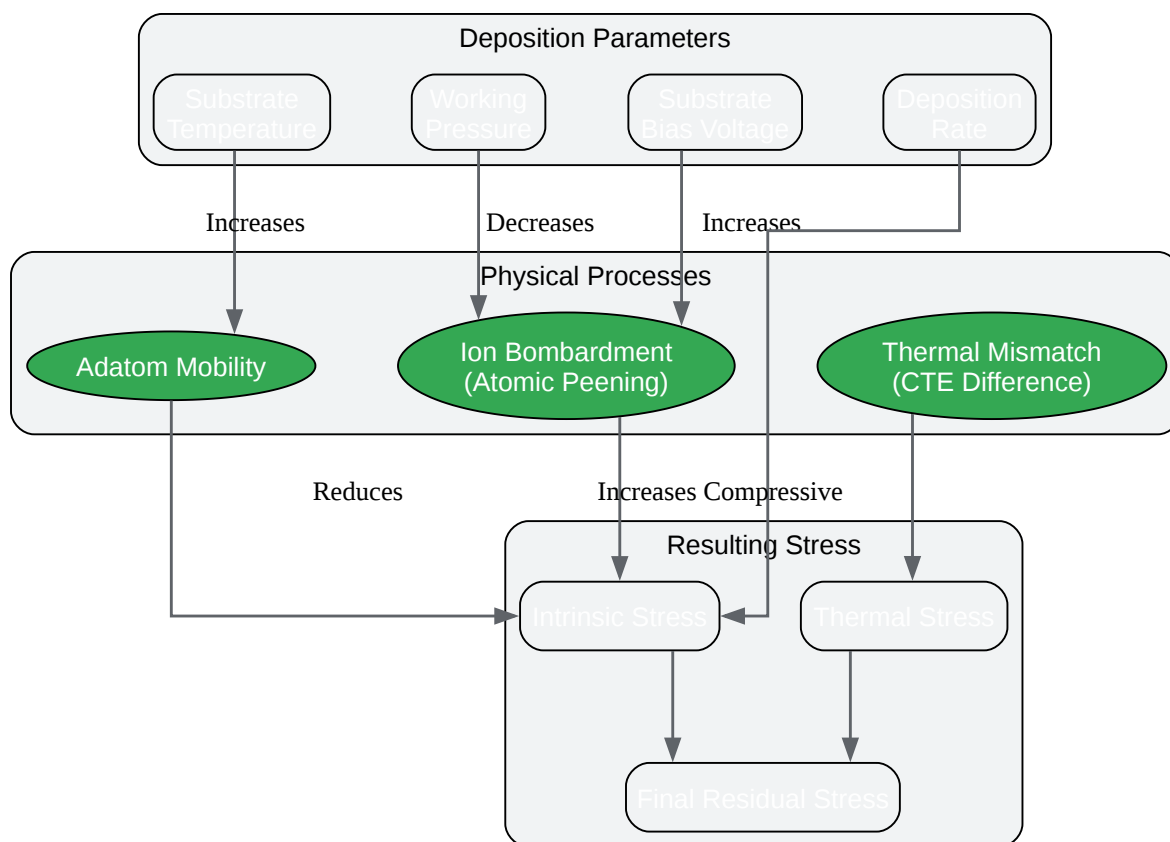 Deposition Parameters
Substrate
Temperature
Working
Pressure
Substrate
Bias Voltage
Deposition
Rate
Increases
Decreases
Increases
Physical Processes
Adatom Mobility
Ion Bombardment
(Atomic Peening)
Thermal Mismatch
(CTE Difference)
Reduces
Increases Compressive
Resulting Stress
Intrinsic Stress
Thermal Stress
Final Residual Stress